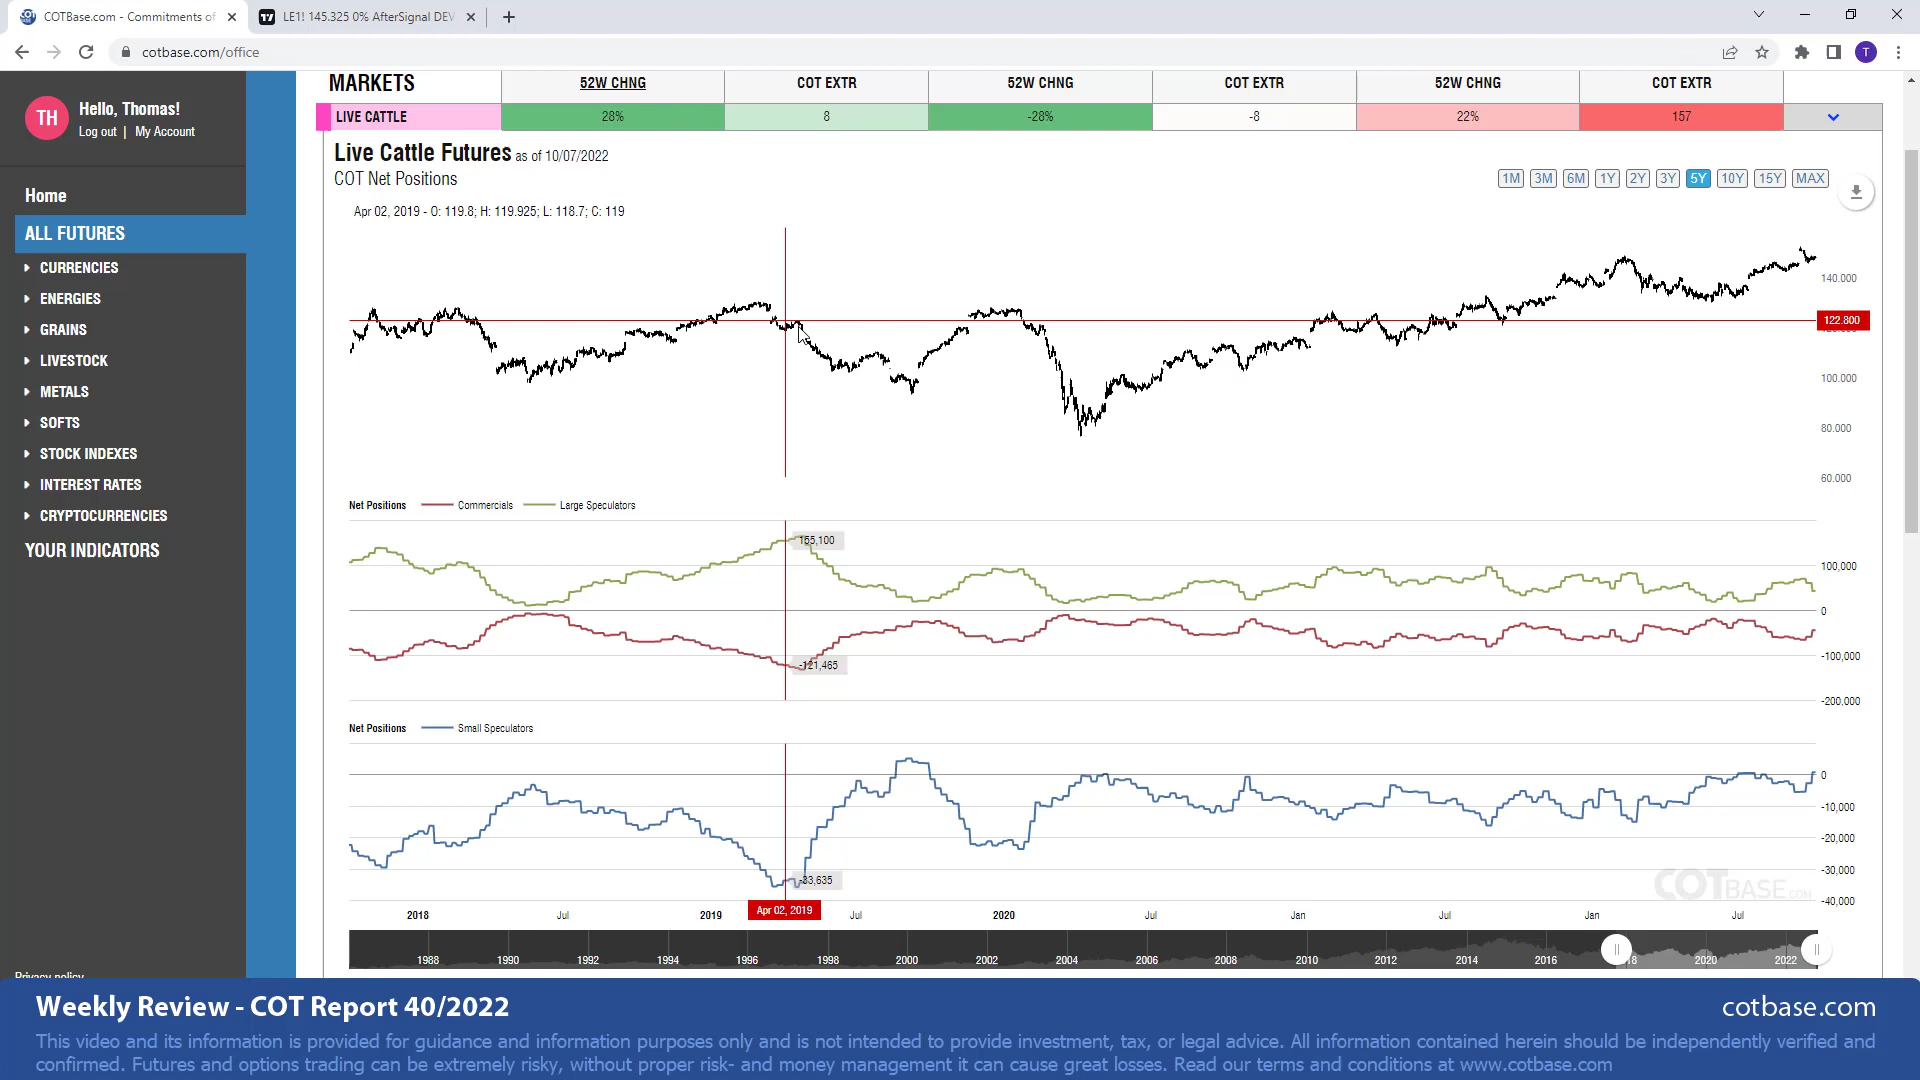 COTBase.com - Commitments of
LE1! 145.325 0% AfterSignal DEV
cotbase.com/office
T
TH
Hello, Thomas!
Log out | My Account
Home
ALL FUTURES
CURRENCIES
ENERGIES
GRAINS
LIVESTOCK
METALS
SOFTS
STOCK INDEXES
INTEREST RATES
CRYPTOCURRENCIES
YOUR INDICATORS
Privacy policy
MARKETS 52W CHNG COT EXTR 52W CHNG COT EXTR 52W CHNG COT EXTR
LIVE CATTLE 28% 8 -28% -8 22% 157
Live Cattle Futures as of 10/07/2022
COT Net Positions
1M 3M 6M 1Y 2Y 3Y 5Y 10Y 15Y MAX
Apr 02, 2019 - O: 119.8; H: 119.925; L: 118.7; C: 119
140.000
122.800
100.000
80.000
60.000
Net Positions Commercials Large Speculators
155,100
100,000
0
-121,465
-100,000
-200,000
Net Positions Small Speculators
0
-10,000
-20,000
-30,000
-33,635
COTBASE.COM
-40,000
2018 Jul 2019 Apr 02, 2019 Jul 2020 Jul Jan Jul Jan Jul
1988 1990 1992 1994 1996 1998 2000 2002 2004 2006 2008 2010 2012 2014 2016 18 2020 2022
Weekly Review - COT Report 40/2022
cotbase.com
This video and its information is provided for guidance and information purposes only and is not intended to provide investment, tax, or legal advice. All information contained herein should be independently verified and
confirmed. Futures and options trading can be extremely risky, without proper risk- and money management it can cause great losses. Read our terms and conditions at www.cotbase.com